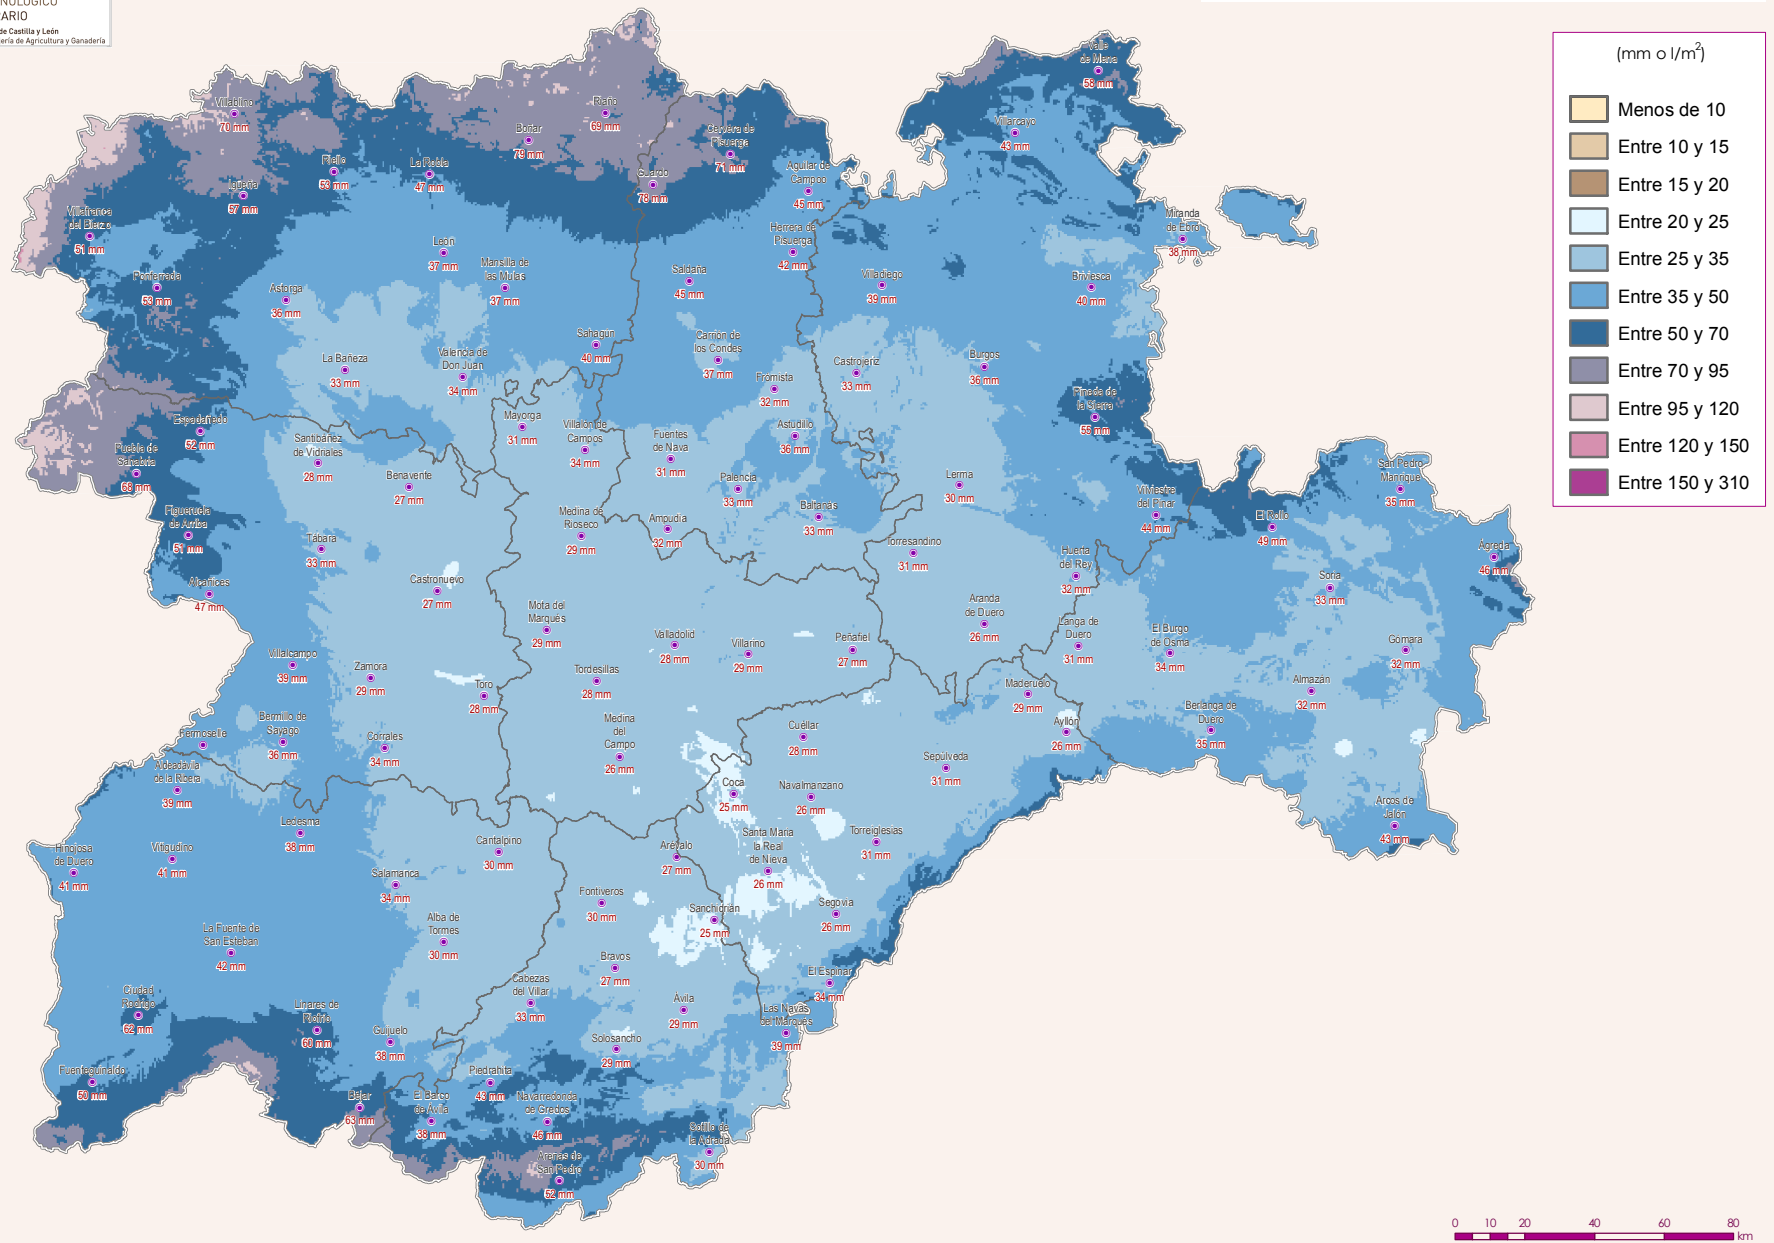 NOLÓGICO
RARIO
de Castilla y León
ería de Agricultura y Ganadería
(mm o l/m²)
Menos de 10
Entre 10 y 15
Entre 15 y 20
Entre 20 y 25
Entre 25 y 35
Entre 35 y 50
Entre 50 y 70
Entre 70 y 95
Entre 95 y 120
Entre 120 y 150
Entre 150 y 310
Valle
de Mena
58 mm
Villablino
70 mm
Riaño
69 mm
Boñar
79 mm
Cervera de
Pisuerga
71 mm
Villarcayo
43 mm
Riello
53 mm
La Robla
47 mm
Guardo
78 mm
Aguilar de
Campoo
45 mm
Igüeña
57 mm
Villafranca
del Bierzo
51 mm
Miranda
de Ebro
38 mm
León
37 mm
Herrera de
Pisuerga
42 mm
Mansilla de
las Mulas
37 mm
Saldaña
45 mm
Villadiego
39 mm
Briviesca
40 mm
Ponferrada
53 mm
Astorga
36 mm
Sahagún
40 mm
Carrión de
los Condes
37 mm
La Bañeza
33 mm
Valencia de
Don Juan
34 mm
Castrojeriz
33 mm
Burgos
36 mm
Frómista
32 mm
Pineda de
la Sierra
55 mm
Espadañedo
52 mm
Mayorga
31 mm
Villalón de
Campos
34 mm
Astudillo
36 mm
Santibáñez
de Vidriales
28 mm
Fuentes
de Nava
31 mm
Puebla de
Sanabria
68 mm
Benavente
27 mm
Palencia
33 mm
Lerma
30 mm
San Pedro
Manrique
35 mm
Vilviestre
del Pinar
44 mm
Figueruela
de Arriba
51 mm
Medina de
Rioseco
29 mm
Ampudia
32 mm
Baltanás
33 mm
El Royo
49 mm
Tábara
33 mm
Torresandino
31 mm
Huerta
del Rey
32 mm
Ágreda
46 mm
Alcañices
47 mm
Castronuevo
27 mm
Soria
33 mm
Mota del
Marqués
29 mm
Aranda
de Duero
26 mm
Valladolid
28 mm
Villarino
29 mm
Peñafiel
27 mm
Langa de
Duero
31 mm
El Burgo
de Osma
34 mm
Gómara
32 mm
Villalcampo
39 mm
Zamora
29 mm
Toro
28 mm
Tordesillas
28 mm
Maderuelo
29 mm
Almazán
32 mm
Fermoselle
Bermillo de
Sayago
36 mm
Corrales
34 mm
Medina
del
Campo
26 mm
Cuéllar
28 mm
Ayllón
26 mm
Berlanga de
Duero
35 mm
Aldeadávila
de la Ribera
39 mm
Coca
25 mm
Navalmanzano
26 mm
Sepúlveda
31 mm
Arcos de
Jalón
43 mm
Ledesma
38 mm
Hinojosa
de Duero
41 mm
Vitigudino
41 mm
Cantalpino
30 mm
Arévalo
27 mm
Santa María
la Real
de Nieva
26 mm
Torreiglesias
31 mm
Salamanca
34 mm
Fontiveros
30 mm
Sanchidrián
25 mm
Segovia
26 mm
Alba de
Tormes
30 mm
La Fuente de
San Esteban
42 mm
Bravos
27 mm
El Espinar
34 mm
Ciudad
Rodrigo
62 mm
Linares de
Riofrío
60 mm
Cabezas
del Villar
33 mm
Ávila
29 mm
Las Navas
del Marqués
39 mm
Guijuelo
38 mm
Solosancho
29 mm
Fuenteguinaldo
50 mm
Piedrahita
43 mm
Béjar
63 mm
El Barco
de Ávila
38 mm
Navarredonda
de Gredos
46 mm
Sotillo de
la Adrada
30 mm
Arenas de
San Pedro
52 mm
0 10 20 40 60 80
km